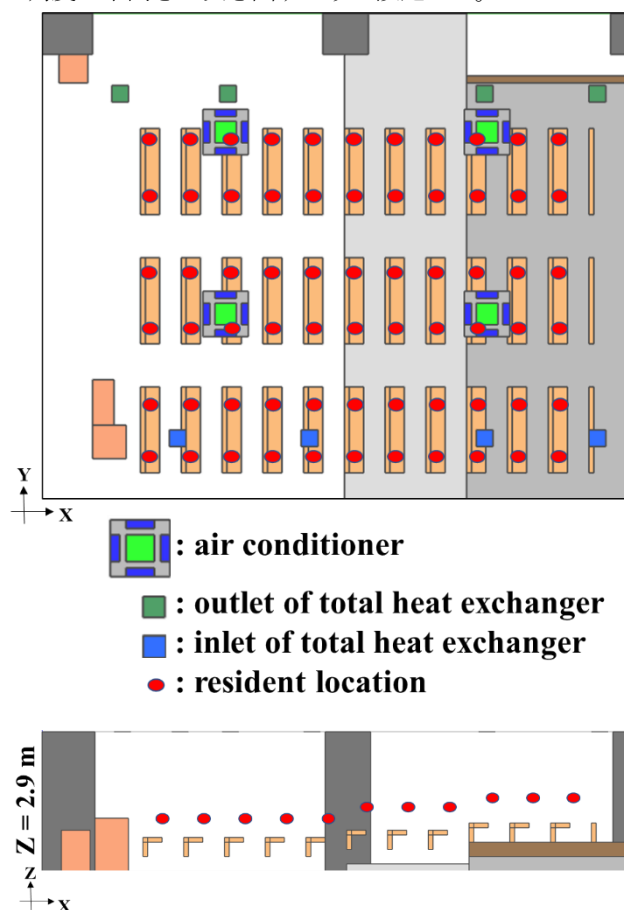 Y
X
: air conditioner
: outlet of total heat exchanger
: inlet of total heat exchanger
: resident location
Z = 2.9 m
Z
X